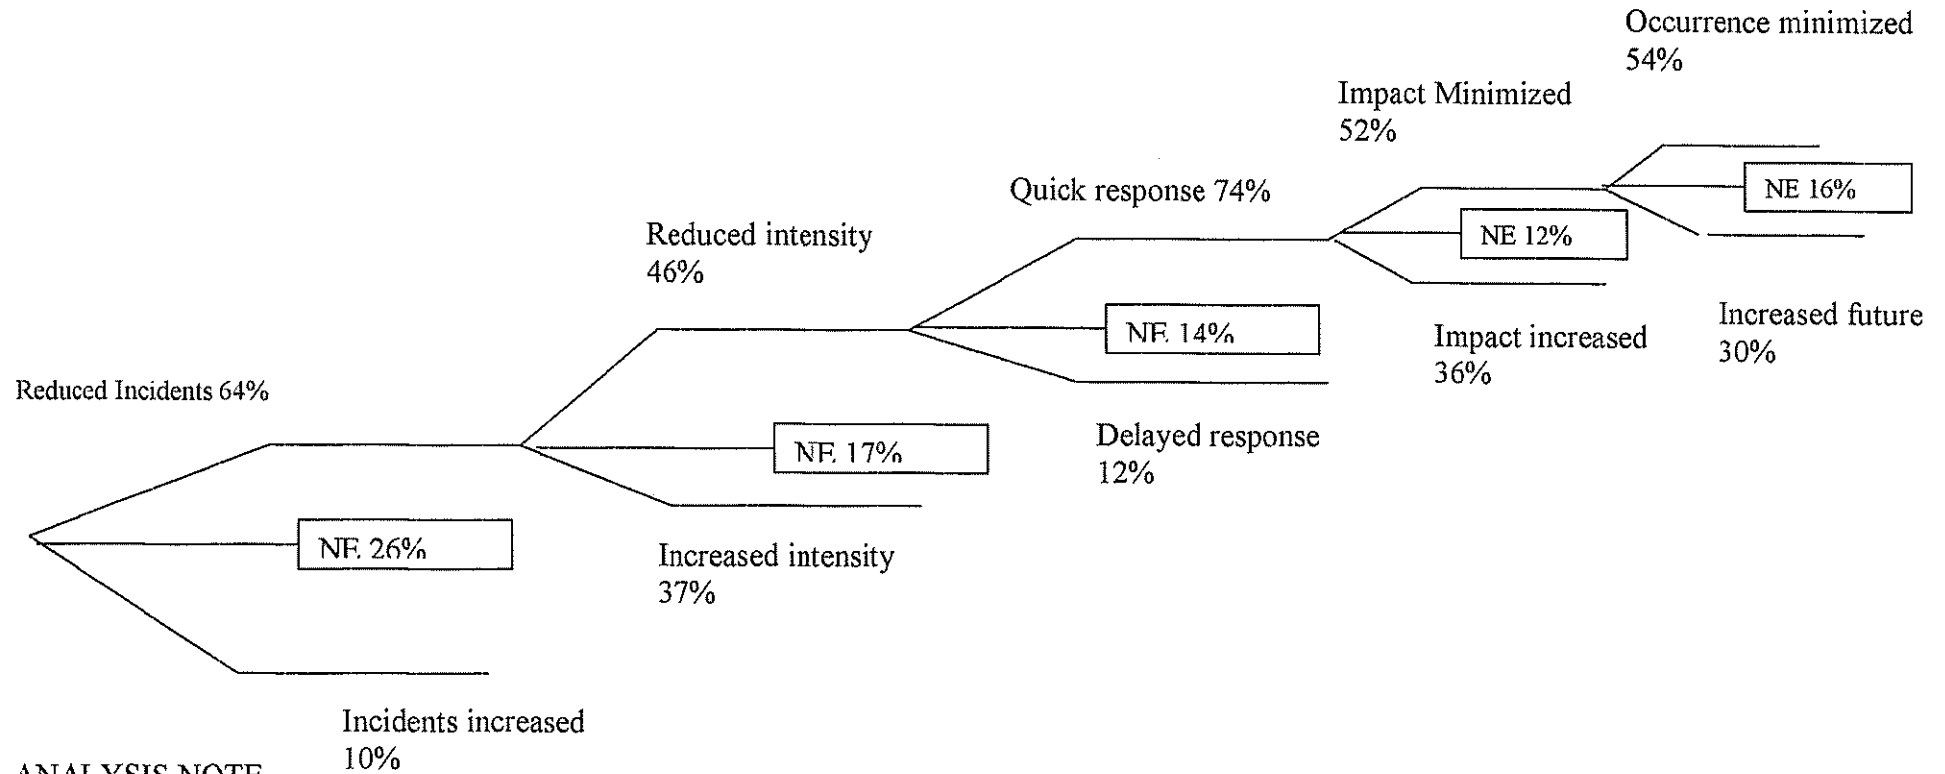 Occurrence minimized
54%
Impact Minimized
52%
Quick response 74%
NE 16%
Reduced intensity
46%
NE 12%
NE 14%
Increased future
30%
Impact increased
36%
Reduced Incidents 64%
NE 17%
Delayed response
12%
NE 26%
Increased intensity
37%
Incidents increased
10%
ANALYSIS NOTE